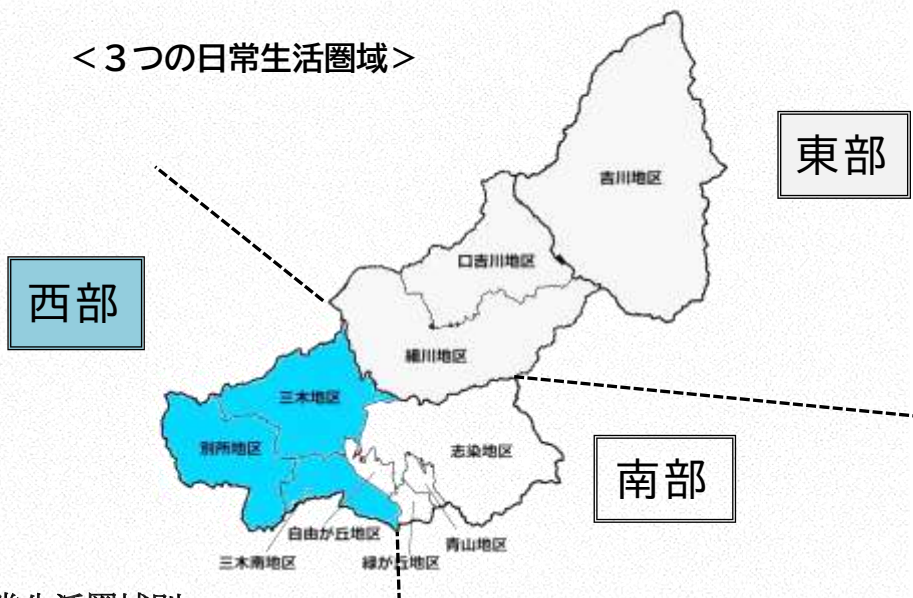 ＜３つの日常生活圏域＞
東部
吉川地区
口吉川地区
西部
細川地区
三木地区
別所地区
志染地区
南部
自由が丘地区
青山地区
三木南地区
緑が丘地区